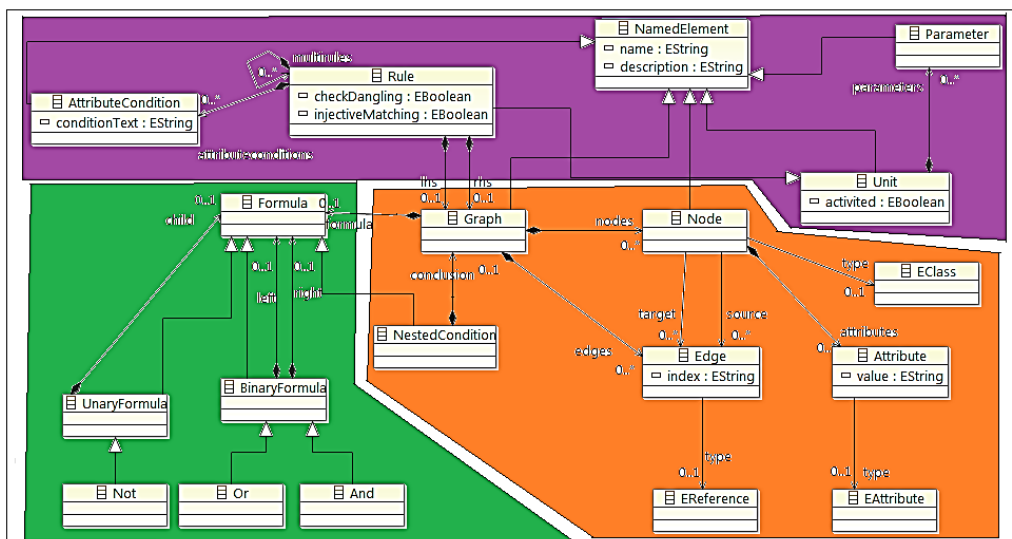 NamedElement
name : EString
description : EString
Parameter
multirules
0..*
Rule
checkDangling : EBoolean
injectiveMatching : EBoolean
AttributeCondition
conditionText : EString
0..*
attributeconditions
parameters
0..*
Unit
activited : EBoolean
lhs
0..1
rhs
0..1
0..1
Formula
0..1
formula
child
Graph
nodes
0..*
Node
type
0..1
EClass
0..1
left
0..1
right
conclusion
0..1
NestedCondition
edges
0..*
target
0..*
source
0..*
attributes
Edge
index : EString
Attribute
value : EString
UnaryFormula
BinaryFormula
Not
Or
And
0..1
type
EReference
0..1
type
EAttribute